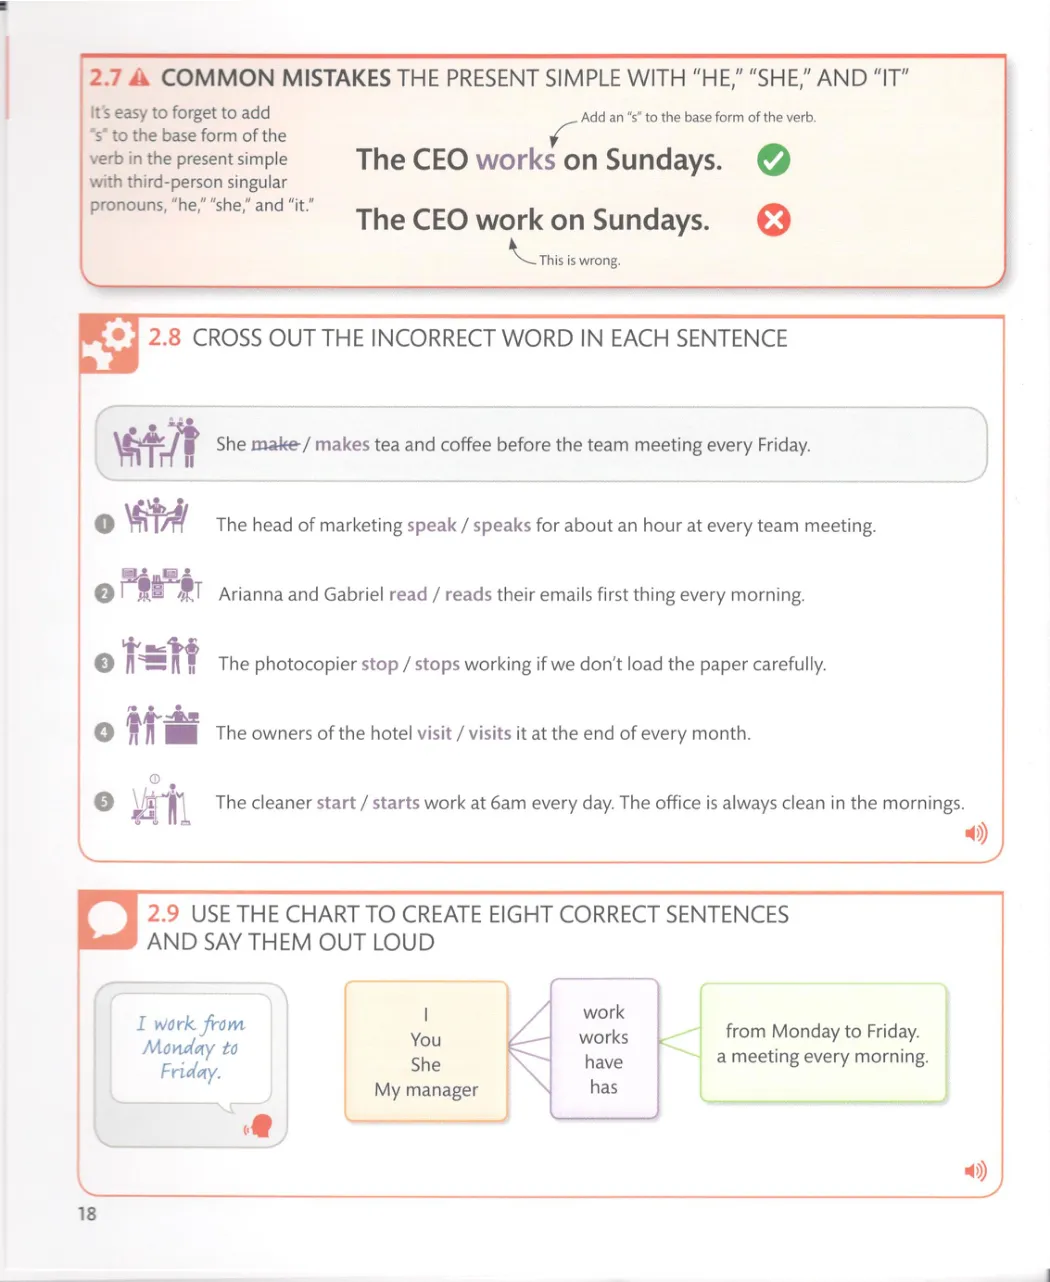 2.7 COMMON MISTAKES THE PRESENT SIMPLE WITH "HE," "SHE," AND "IT"
It's easy to forget to add
"s" to the base form of the
verb in the present simple
with third-person singular
pronouns, "he," "she," and "it."
Add an "s" to the base form of the verb.
The CEO works on Sundays.
The CEO work on Sundays.
This is wrong.
2.8 CROSS OUT THE INCORRECT WORD IN EACH SENTENCE
She make / makes tea and coffee before the team meeting every Friday.
1 The head of marketing speak / speaks for about an hour at every team meeting.
2 Arianna and Gabriel read / reads their emails first thing every morning.
3 The photocopier stop / stops working if we don't load the paper carefully.
4 The owners of the hotel visit / visits it at the end of every month.
5 The cleaner start / starts work at 6am every day. The office is always clean in the mornings.
2.9 USE THE CHART TO CREATE EIGHT CORRECT SENTENCES
AND SAY THEM OUT LOUD
I work from
Monday to
Friday.
I
You
She
My manager
work
works
have
has
from Monday to Friday.
a meeting every morning.
18